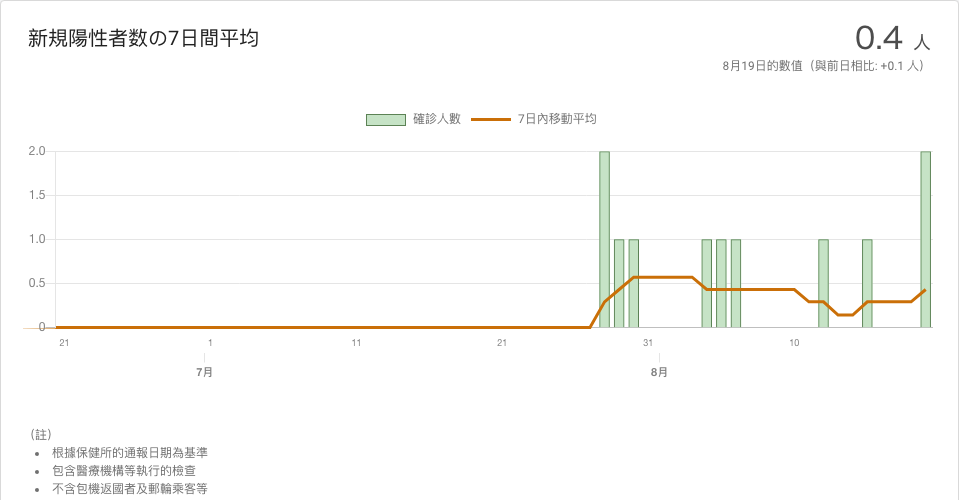 新規陽性者数の7日間平均
0.4 人
8月19日的數值（與前日相比: +0.1 人）
確診人數 7日內移動平均
2.0
1.5
1.0
0.5
0
21 1 11 21 31 10
7月 8月
（註）
• 根據保健所的通報日期為基準
• 包含醫療機構等執行的檢查
• 不含包機返國者及郵輪乘客等